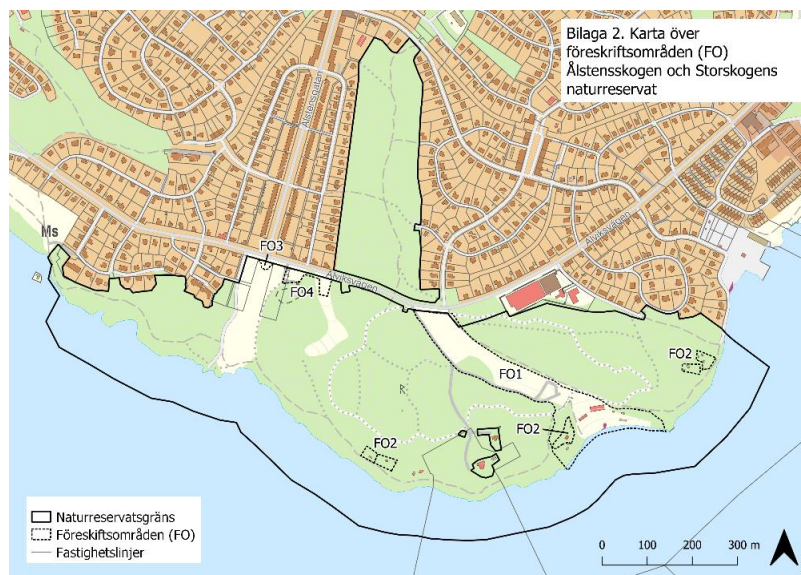 Bilaga 2. Karta över
föreskriftsområden (FO)
Ålstensskogen och Storskogens
naturreservat
Ålstensgatan
Ms
FO3
FO4
Alviksvägen
Alviksvägen
FO1
FO2
R
FO2
FO2
Naturreservatsgräns
Föreskiftsområden (FO)
Fastighetslinjer
0 100 200 300 m